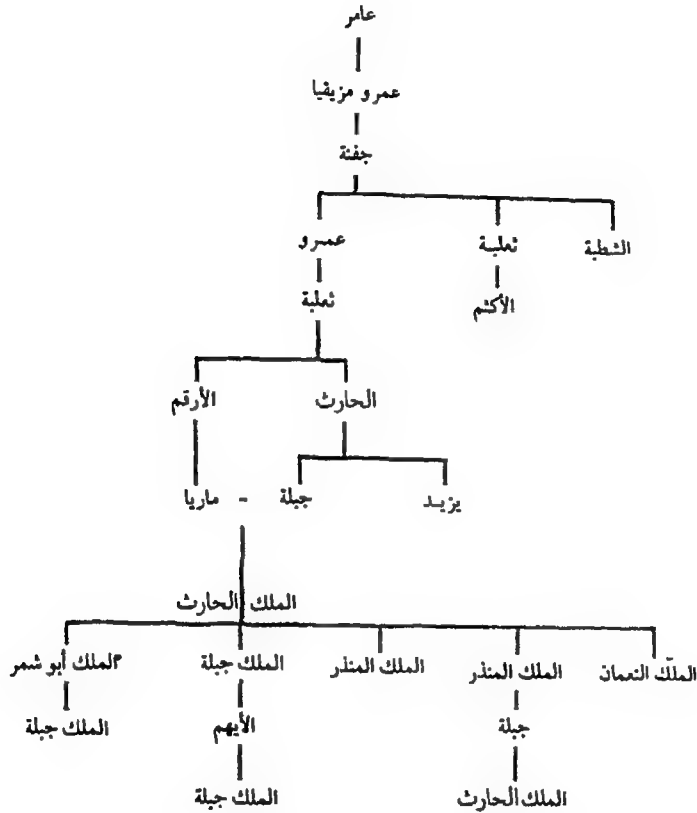 عامر
عمرو مزيقيا
جفنة
الشطبة ثعلبة عمرو
الأكثم ثعلبة
الحارث الأرقم
يزيد جبلة - ماريا
الملك الحارث
الملك النعمان الملك المنذر الملك المنذر الملك جبلة الملك أبو شمر
جبلة الأيهم الملك جبلة
الملك الحارث الملك جبلة